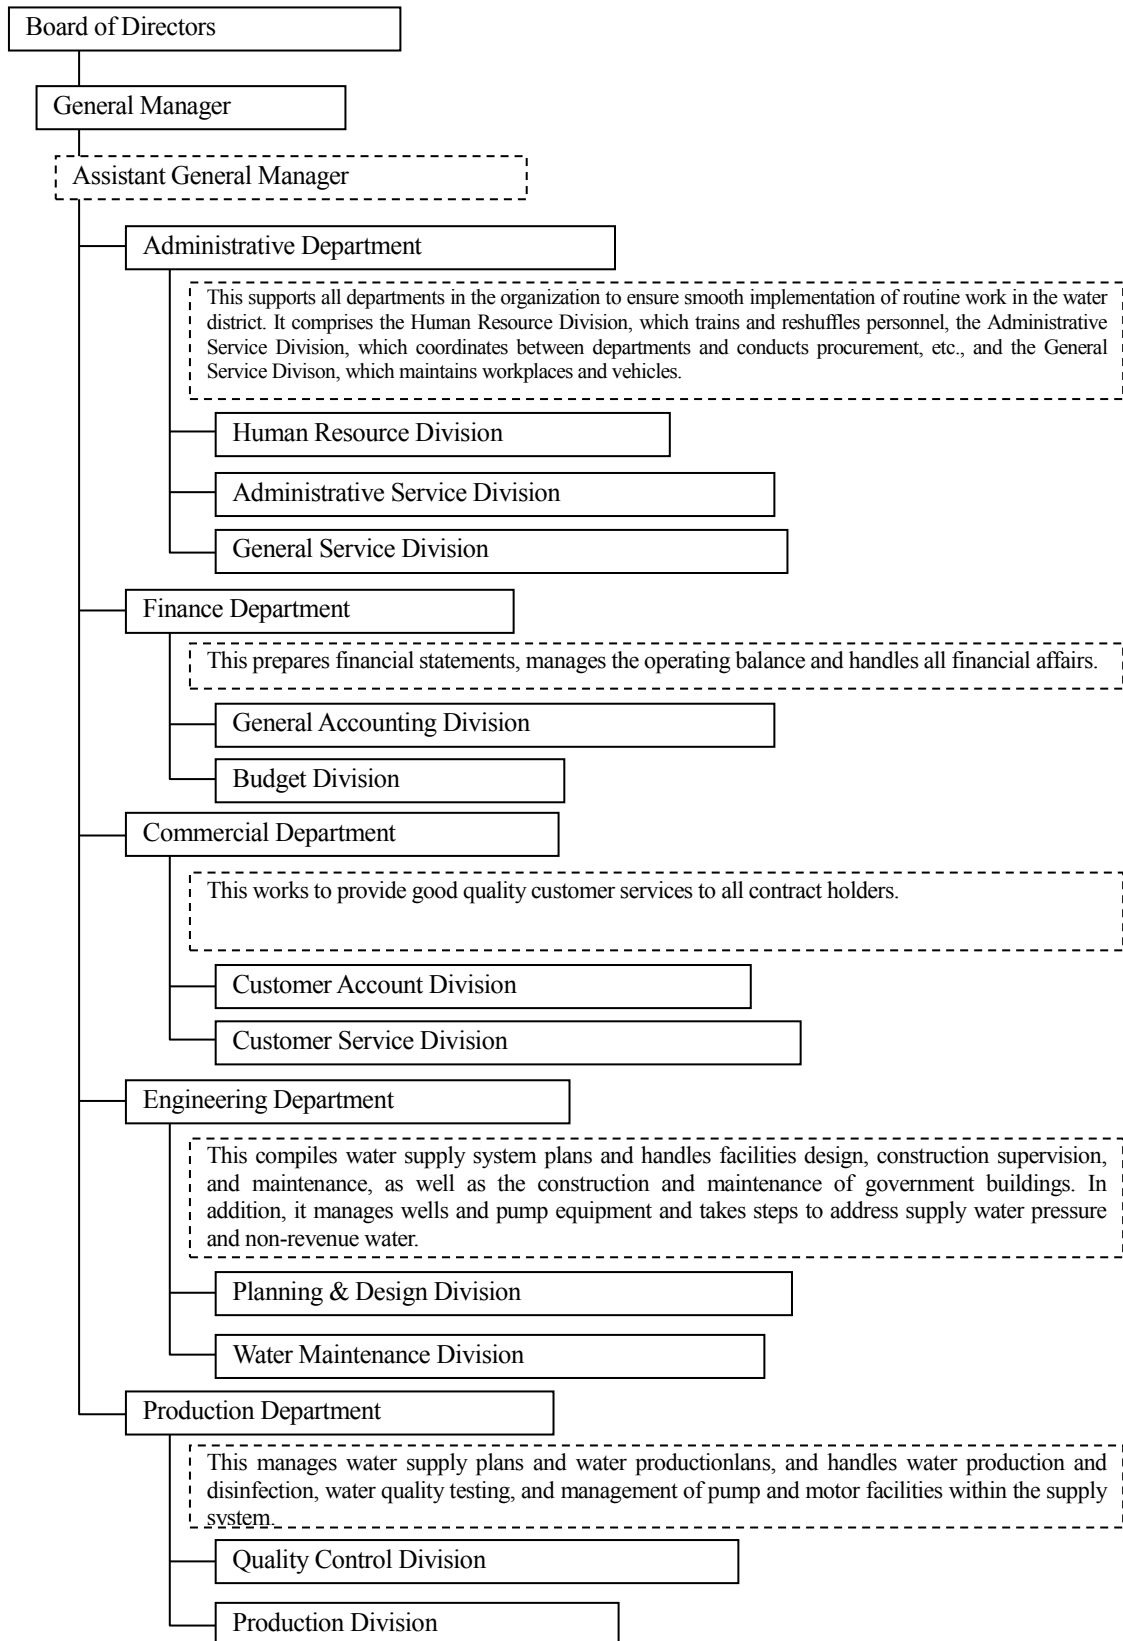 Board of Directors
General Manager
Assistant General Manager
Administrative Department
This supports all departments in the organization to ensure smooth implementation of routine work in the water
district. It comprises the Human Resource Division, which trains and reshuffles personnel, the Administrative
Service Division, which coordinates between departments and conducts procurement, etc., and the General
Service Divison, which maintains workplaces and vehicles.
Human Resource Division
Administrative Service Division
General Service Division
Finance Department
This prepares financial statements, manages the operating balance and handles all financial affairs.
General Accounting Division
Budget Division
Commercial Department
This works to provide good quality customer services to all contract holders.
Customer Account Division
Customer Service Division
Engineering Department
This compiles water supply system plans and handles facilities design, construction supervision,
and maintenance, as well as the construction and maintenance of government buildings. In
addition, it manages wells and pump equipment and takes steps to address supply water pressure
and non-revenue water.
Planning & Design Division
Water Maintenance Division
Production Department
This manages water supply plans and water productionlans, and handles water production and
disinfection, water quality testing, and management of pump and motor facilities within the supply
system.
Quality Control Division
Production Division